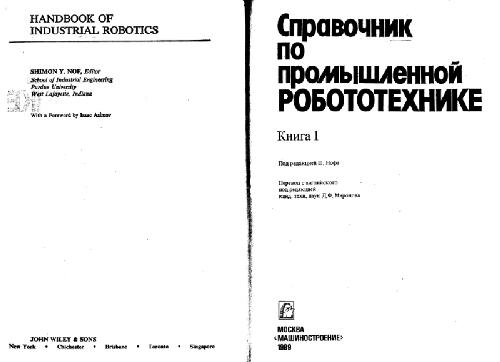 HANDBOOK OF
INDUSTRIAL ROBOTICS
SHIMON Y. NOF, Editor
School of Industrial Engineering
Purdue University
West Lafayette, Indiana
With a Foreword by Isaac Asimov
JOHN WILEY & SONS
New York • Chichester • Brisbane • Toronto • Singapore
Справочник
по
промышленной
РОБОТОТЕХНИКЕ
Книга 1
Под редакцией Ш. Нофа
Перевод с английского
под редакцией
канд. техн. наук Д.Ф. Миронова
МОСКВА
«МАШИНОСТРОЕНИЕ»
1989